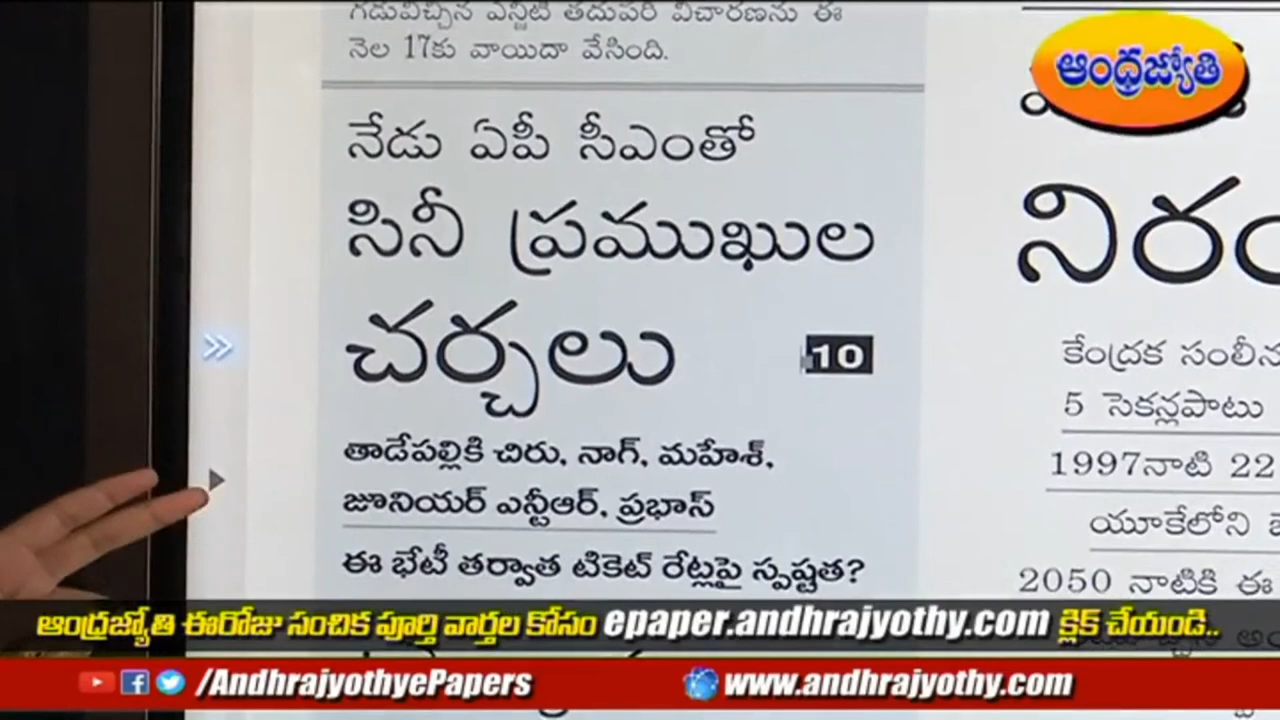 గడువిచ్చిన ఎన్జీటీ తదుపరి విచారణను ఈ
నెల 17కు వాయిదా వేసింది.
నేడు ఏపీ సీఎంతో
సినీ ప్రముఖుల
చర్చలు
10
తాడేపల్లికి చిరు, నాగ్, మహేశ్,
జూనియర్ ఎన్టీఆర్, ప్రభాస్
ఈ భేటీ తర్వాత టికెట్ రేట్లపై స్పష్టత?
ఆంధ్రజ్యోతి
కేంద్రక సంలీన
5 సెకన్లపాటు
1997నాటి 22
యూకేలోని
2050 నాటికి ఈ
ఆంధ్రజ్యోతి ఈరోజు సంచిక పూర్తి వార్తల కోసం epaper.andhrajyothy.com క్లిక్ చేయండి..
/AndhrajyothyePapers
www.andhrajyothy.com